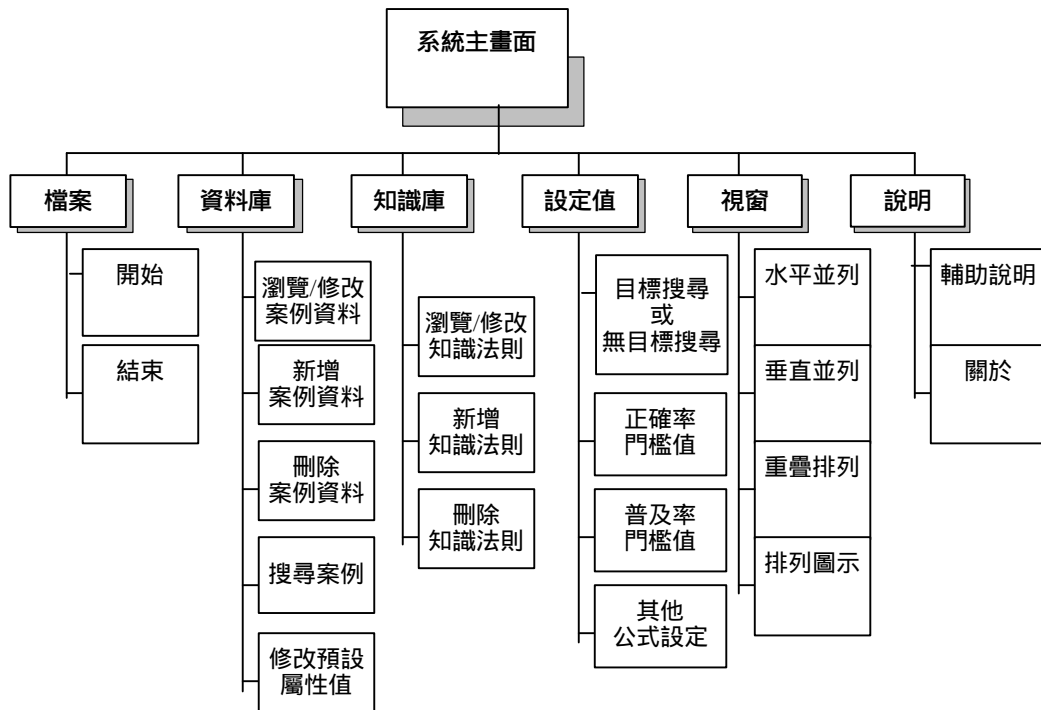 系統主畫面
檔案
資料庫
知識庫
設定值
視窗
說明
開始
結束
瀏覽/修改
案例資料
新增
案例資料
刪除
案例資料
搜尋案例
修改預設
屬性值
瀏覽/修改
知識法則
新增
知識法則
刪除
知識法則
目標搜尋
或
無目標搜尋
正確率
門檻值
普及率
門檻值
其他
公式設定
水平並列
垂直並列
重疊排列
排列圖示
輔助說明
關於